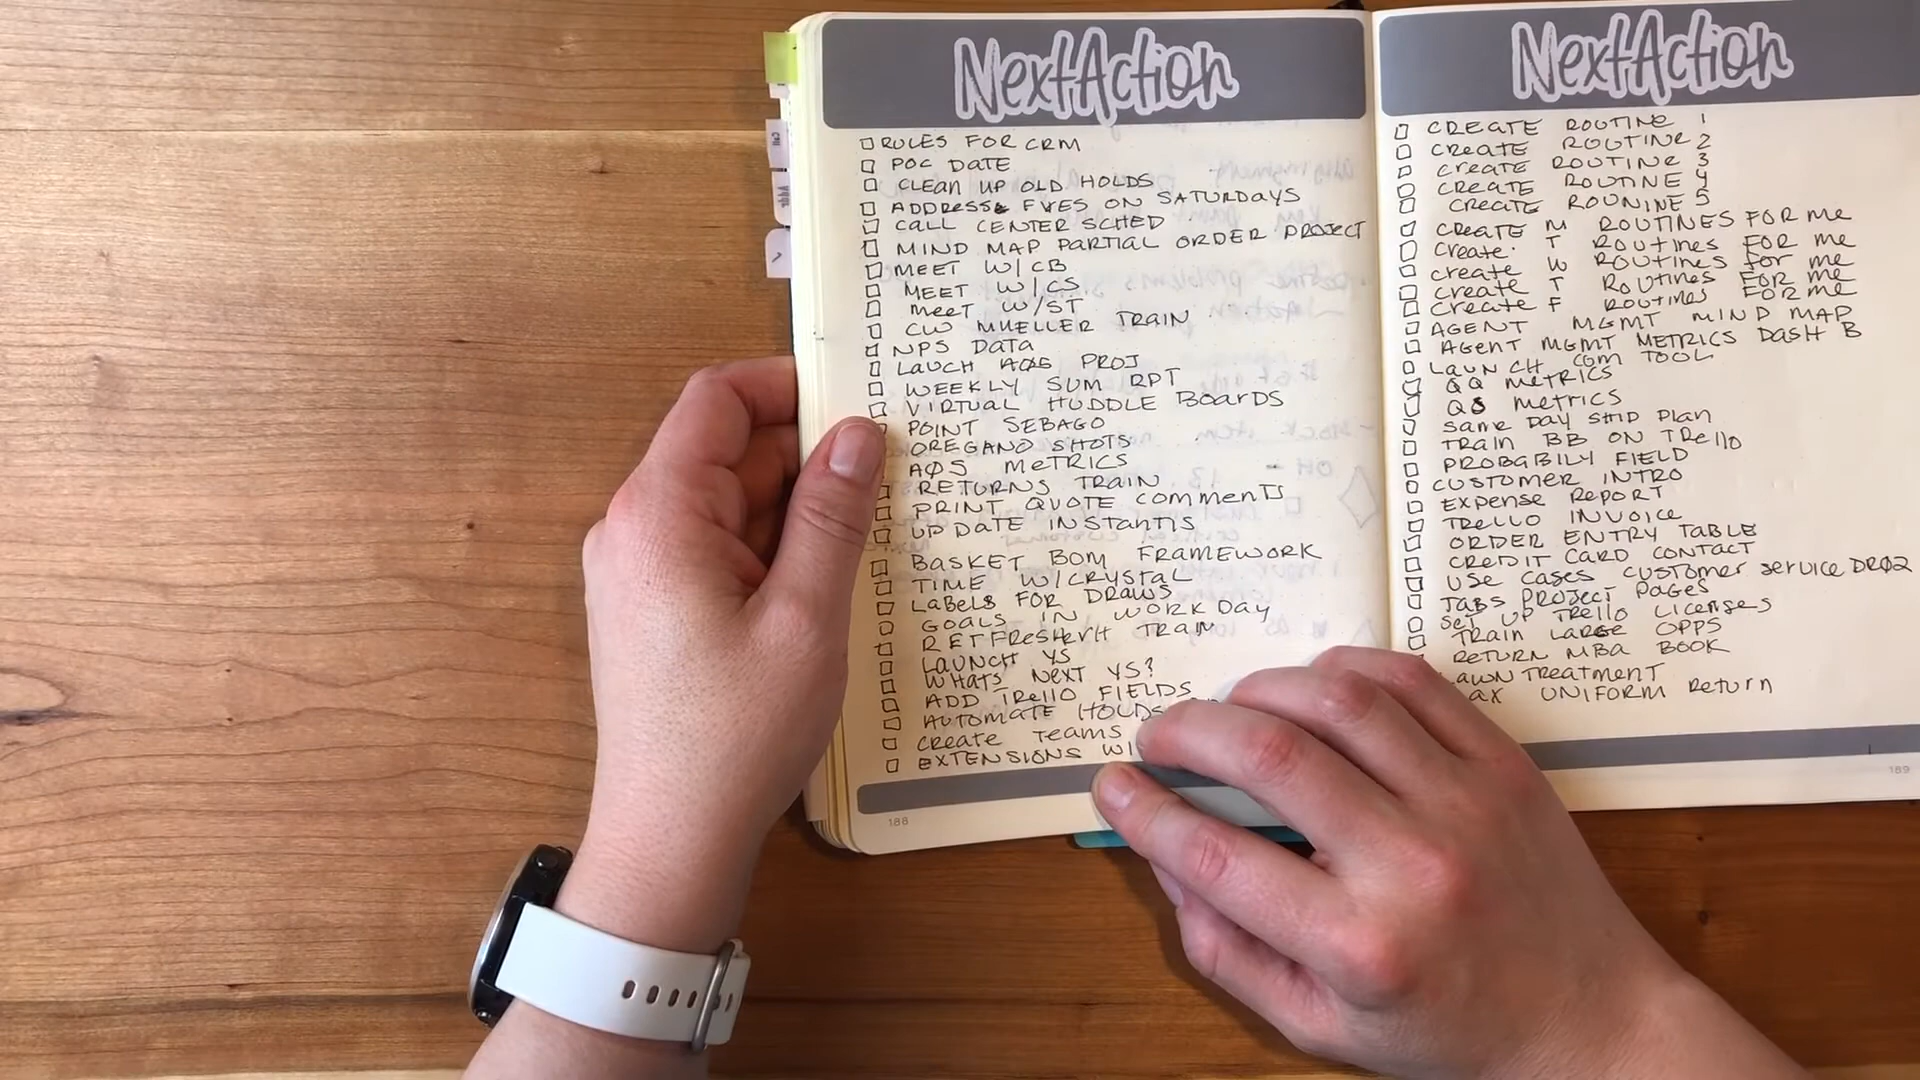 NextAction
RULES FOR CRM
POC DATE
CLEAN UP OLD HOLDS
ADDRESS FVES ON SATURDAYS
CALL CENTER SCHED
MIND MAP PARTIAL ORDER PROJECT
MEET W/CB
MEET W/CS
MEET W/ST
CW MUELLER TRAIN
NPS DATA
LAUCH AOS PROJ
WEEKLY SUM RPT
VIRTUAL HUDDLE BOARDS
POINT SEBAGO
OREGANO SHOTS
AOS METRICS
RETURNS TRAIN
PRINT QUOTE COMMENTS
UPDATE INSTANTIS
BASKET BOM FRAMEWORK
TIME W/CRYSTAL
LABELS FOR DRAWS
GOALS IN WORKDAY
TRAIN
LAUNCH YS
WHATS NEXT YS?
ADD TRELLO FIELDS
AUTOMATE HOLDS
CREATE TEAMS
EXTENSIONS
188
NextAction
CREATE ROUTINE 1
CREATE ROUTINE 2
CREATE ROUTINE 3
CREATE ROUTINE 4
CREATE ROUNINE 5
CREATE M ROUTINES FOR ME
CREATE T ROUTINES FOR ME
CREATE W ROUTINES FOR ME
CREATE T ROUTINES FOR ME
CREATE F ROUTINES FOR ME
AGENT MGMT MIND MAP
AGENT MGMT METRICS DASH B
LAUNCH COM TOOL
QQ METRICS
QS METRICS
SAME DAY SHIP PLAN
TRAIN BB ON TRELLO
PROBABILY FIELD
CUSTOMER INTRO
EXPENSE REPORT
TRELLO INVOICE
ORDER ENTRY TABLE
CREDIT CARD CONTACT
USE CASES CUSTOMER SERVICE DR02
TABS PROJECT PAGES
SET UP TRELLO LICENSES
TRAIN LARGE OPPS
RETURN MBA BOOK
LAWN TREATMENT
UNIFORM RETURN
189